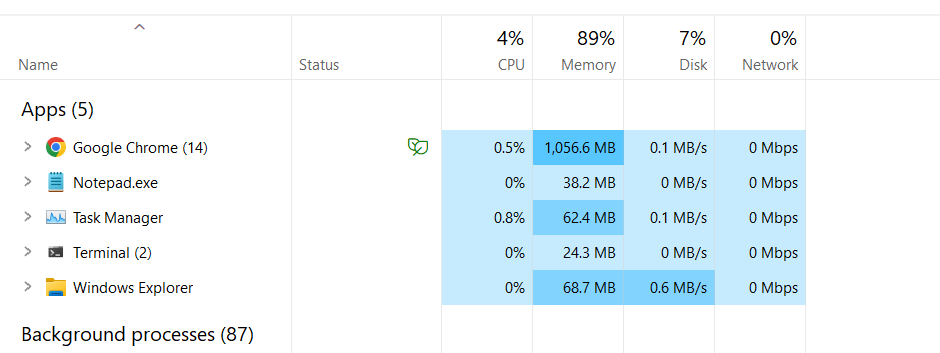 4% 89% 7% 0%
Name Status CPU Memory Disk Network
Apps (5)
Google Chrome (14) 0.5% 1,056.6 MB 0.1 MB/s 0 Mbps
Notepad.exe 0% 38.2 MB 0 MB/s 0 Mbps
Task Manager 0.8% 62.4 MB 0.1 MB/s 0 Mbps
Terminal (2) 0% 24.3 MB 0 MB/s 0 Mbps
Windows Explorer 0% 68.7 MB 0.6 MB/s 0 Mbps
Background processes (87)